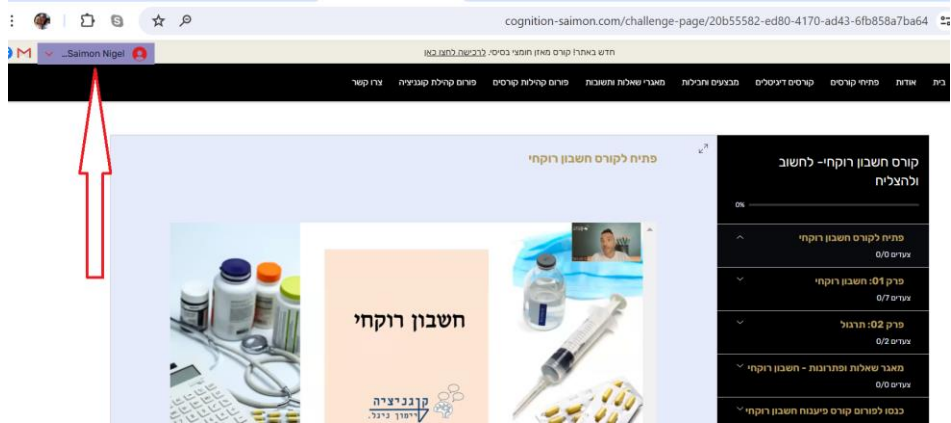 cognition-saimon.com/challenge-page/20b55582-ed80-4170-ad43-6fb858a7ba64
Saimon Nigel...
חדש באתר! קורס מאזן חומצי בסיסי. לרכישה לחצו כאן
בית אודות פתיחי קורסים קורסים דיגיטלים מבצעים וחבילות מאגרי שאלות ותשובות פורום קהילות קורסים פורום קהילת קוגניציה צרו קשר
קורס חשבון רוקחי- לחשוב
ולהצליח
0%
פתיח לקורס חשבון רוקחי
0/0 צעדים
פרק 01: חשבון רוקחי
0/7 צעדים
פרק 02: תרגול
0/2 צעדים
מאגר שאלות ופתרונות - חשבון רוקחי
0/0 צעדים
כנסו לפורום קורס פיענוח חשבון רוקחי
פתיח לקורס חשבון רוקחי
חשבון רוקחי
קוגניציה
סיימון ניגל.